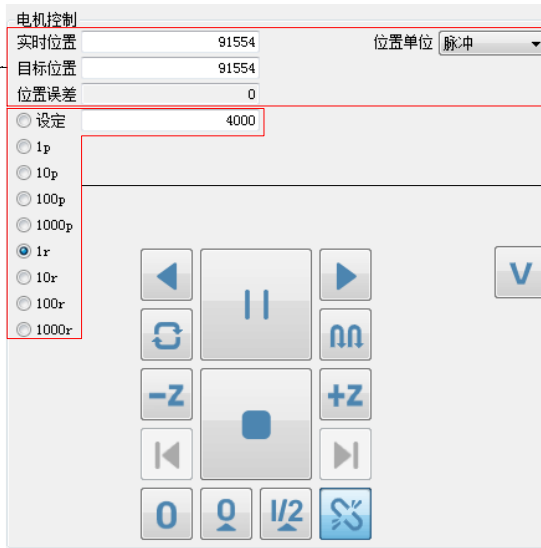 电机控制
实时位置 91554 位置单位 脉冲
目标位置 91554
位置误差 0
设定 4000
1p
10p
100p
1000p
1r
10r
100r
1000r
V
-Z +Z
0 0 1/2